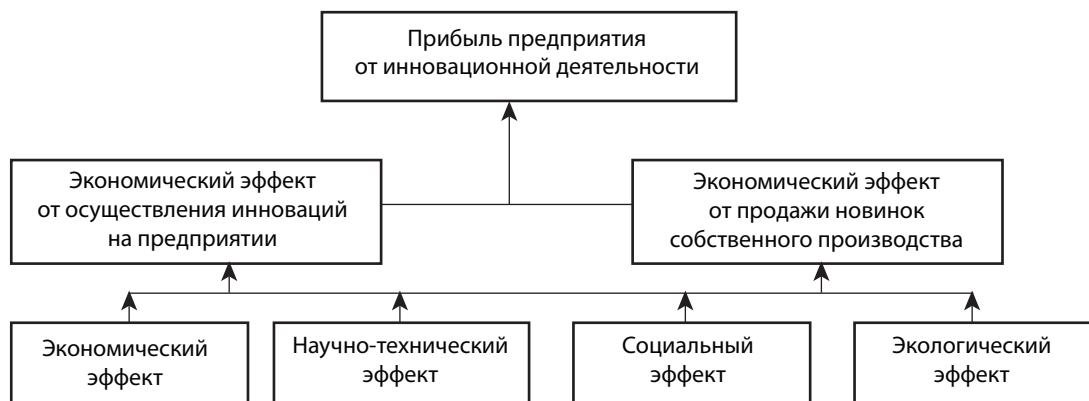 Прибыль предприятия
от инновационной деятельности
Экономический эффект
от осуществления инноваций
на предприятии
Экономический эффект
от продажи новинок
собственного производства
Экономический
эффект
Научно-технический
эффект
Социальный
эффект
Экологический
эффект